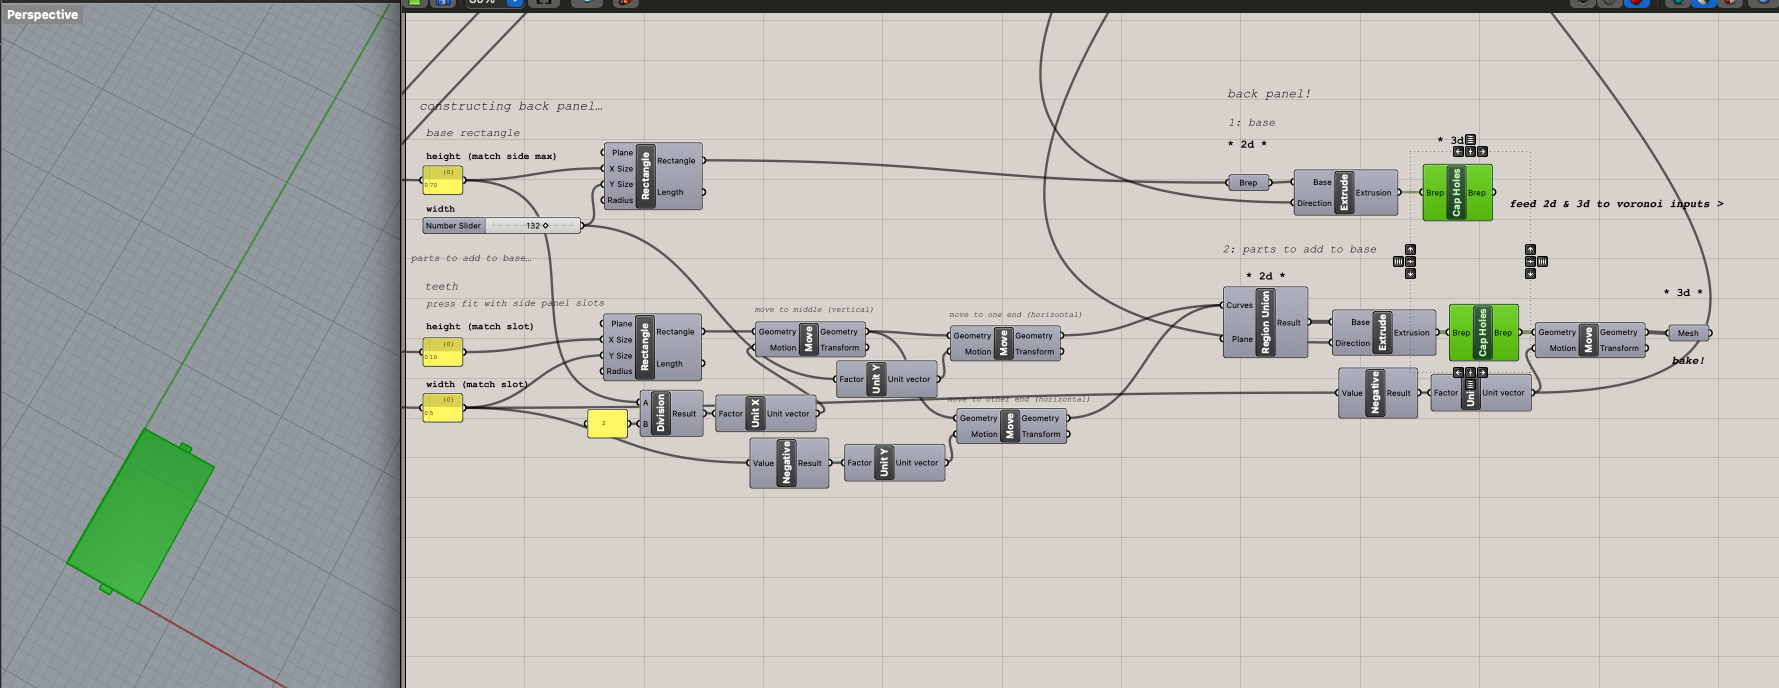 Perspective
80%
constructing back panel…
base rectangle
height (match side max)
{0}
0 70
width
Number Slider
132
Plane
X Size
Y Size
Radius
Rectangle
Rectangle
Length
parts to add to base…
teeth
press fit with side panel slots
height (match slot)
{0}
0 10
width (match slot)
{0}
0 5
Plane
X Size
Y Size
Radius
Rectangle
Rectangle
Length
2
A
B
Division
Result
Factor
Unit X
Unit vector
move to middle (vertical)
Geometry
Motion
Move
Geometry
Transform
Factor
Unit Y
Unit vector
move to one end (horizontal)
Geometry
Motion
Move
Geometry
Transform
move to other end (horizontal)
Geometry
Motion
Move
Geometry
Transform
Value
Negative
Result
Factor
Unit Y
Unit vector
back panel!
1: base
* 2d *
Brep
Base
Direction
Extrude
Extrusion
* 3d
Brep
Cap Holes
Brep
feed 2d & 3d to voronoi inputs >
2: parts to add to base
* 2d *
Curves
Plane
Region Union
Result
Base
Direction
Extrude
Extrusion
Brep
Cap Holes
Brep
Geometry
Motion
Move
Geometry
Transform
* 3d *
Mesh
bake!
Value
Negative
Result
Factor
Unit vector